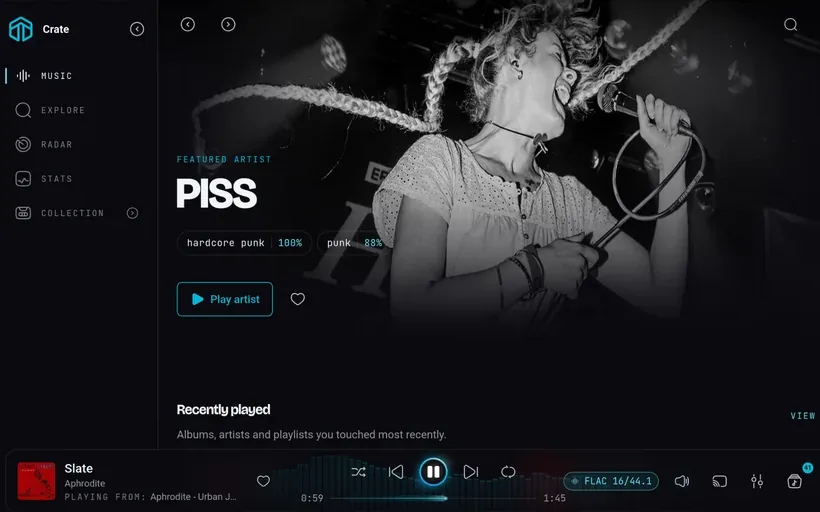 Crate
MUSIC
EXPLORE
RADAR
STATS
COLLECTION
FEATURED ARTIST
PISS
hardcore punk 100%
punk 88%
Play artist
Recently played
VIEW
Albums, artists and playlists you touched most recently.
Slate
Aphrodite
PLAYING FROM: Aphrodite - Urban J...
0:59
1:45
FLAC 16/44.1
41